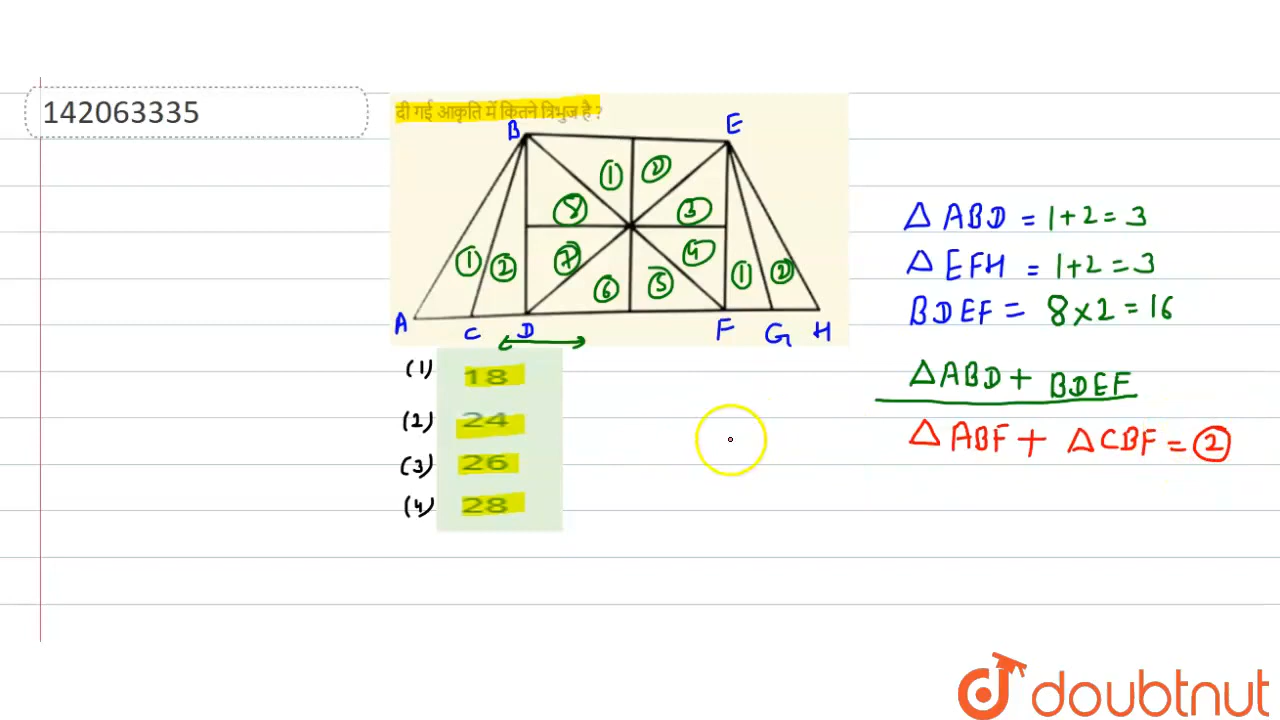 142063335
दी गई आकृति में कितने त्रिभुज है ?
B E
① ②
⑧ ③
① ② ⑦ ④ ① ②
⑥ ⑤
A C D F G H
(1) 18
(2) 24
(3) 26
(4) 28
△ ABD = 1+2 = 3
△ EFH = 1+2 = 3
BDEF = 8×2 = 16
△ABD + BDEF
△ ABF + △CBF = ②
doubtnut